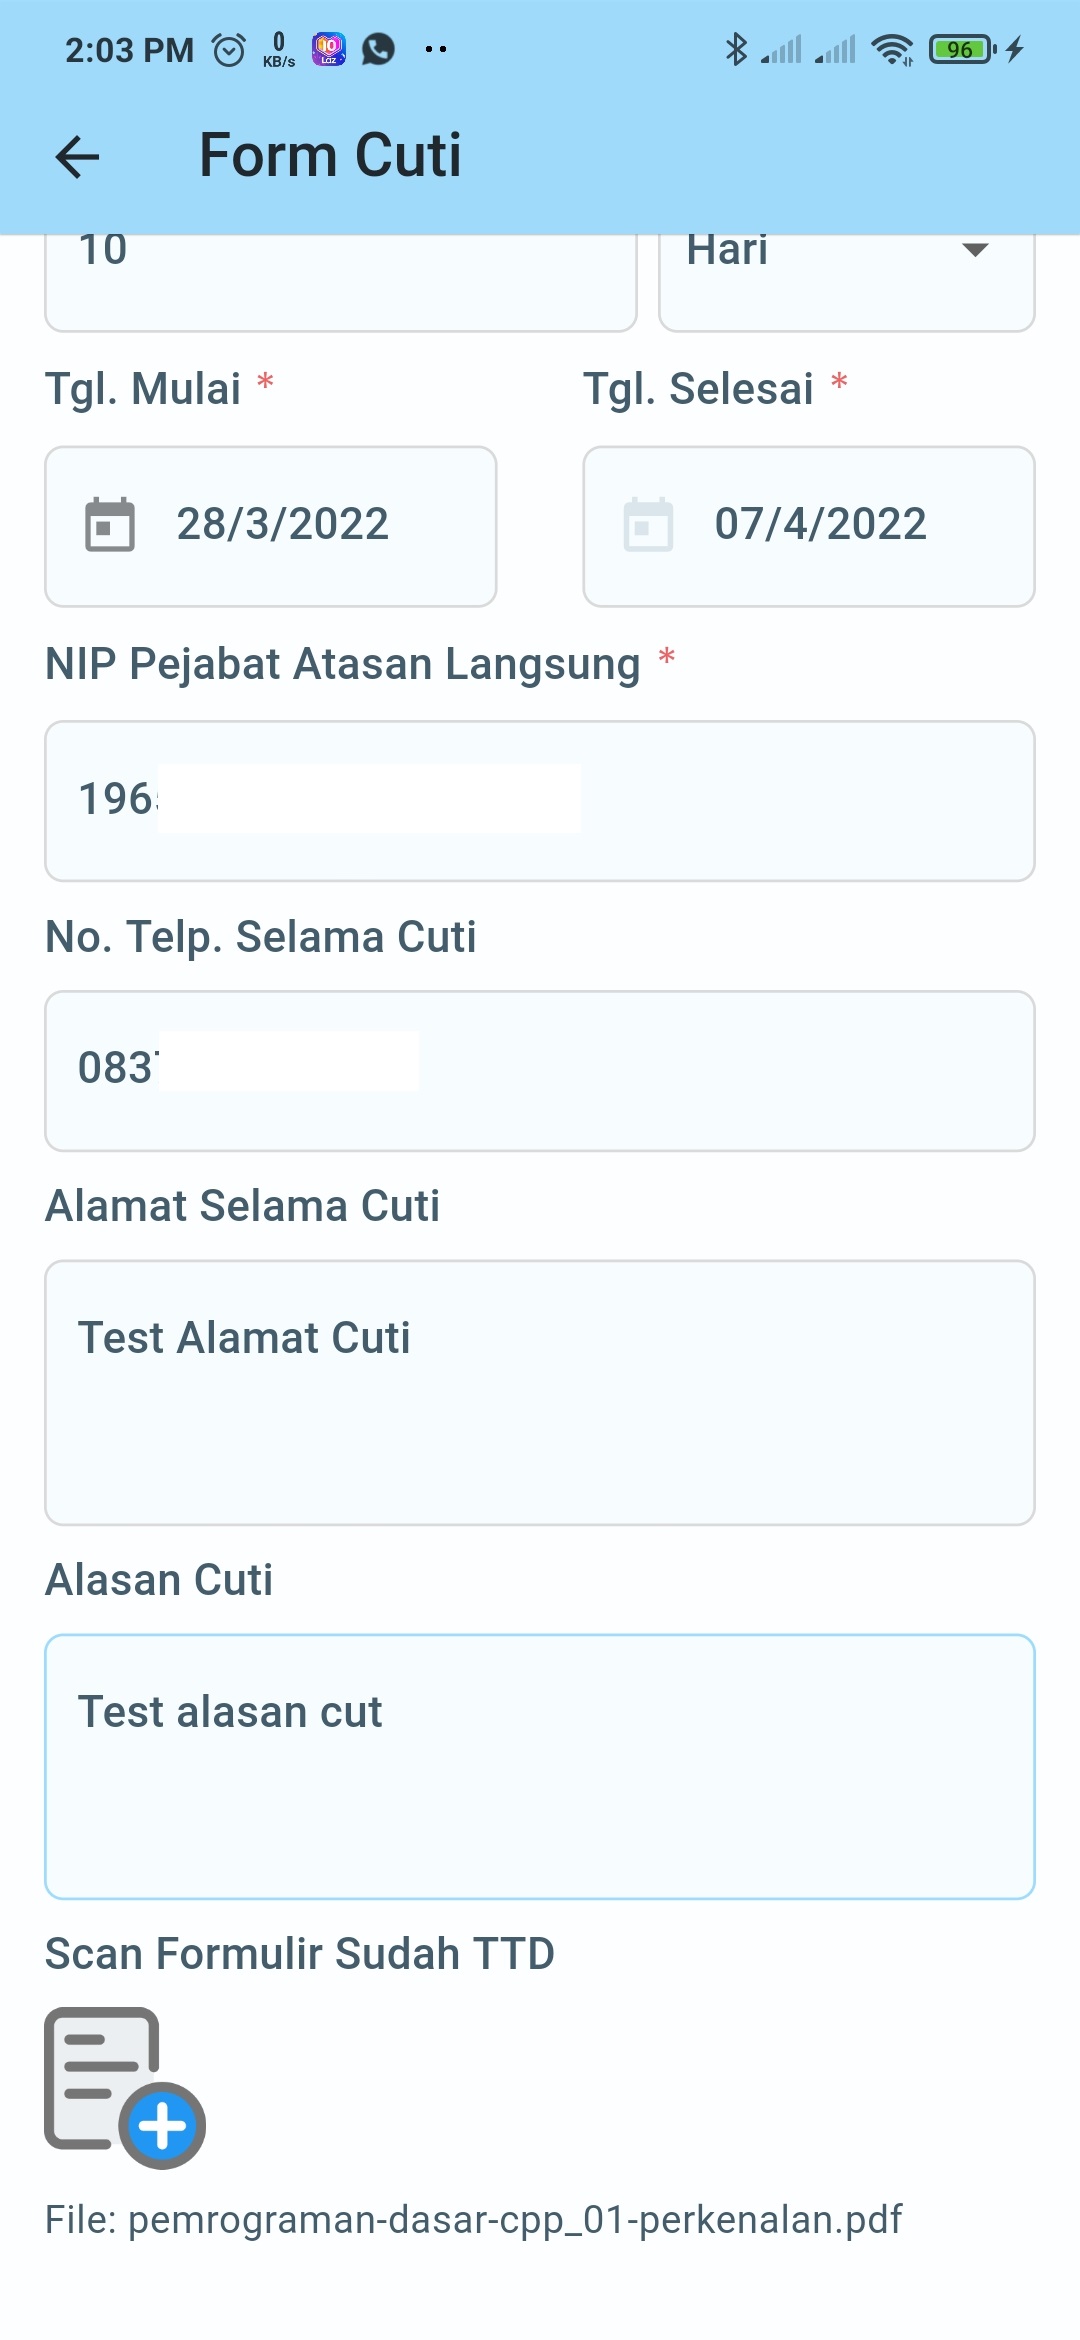 2:03 PM 0 KB/s 10 Laz 96
Form Cuti
10 Hari
Tgl. Mulai * Tgl. Selesai *
28/3/2022 07/4/2022
NIP Pejabat Atasan Langsung *
196
No. Telp. Selama Cuti
083
Alamat Selama Cuti
Test Alamat Cuti
Alasan Cuti
Test alasan cut
Scan Formulir Sudah TTD
File: pemrograman-dasar-cpp_01-perkenalan.pdf